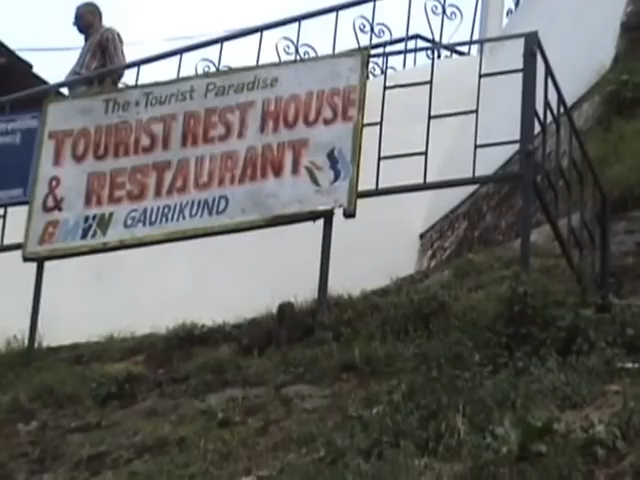 The Tourist Paradise
TOURIST REST HOUSE
& RESTAURANT
GMVN GAURIKUND